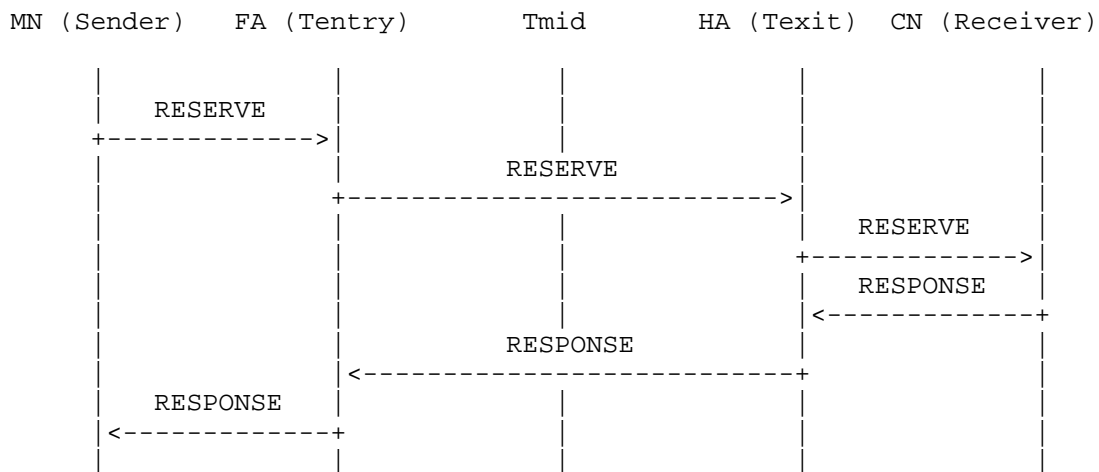 MN (Sender) FA (Tentry) Tmid HA (Texit) CN (Receiver)
RESERVE
RESERVE
RESERVE
RESPONSE
RESPONSE
RESPONSE